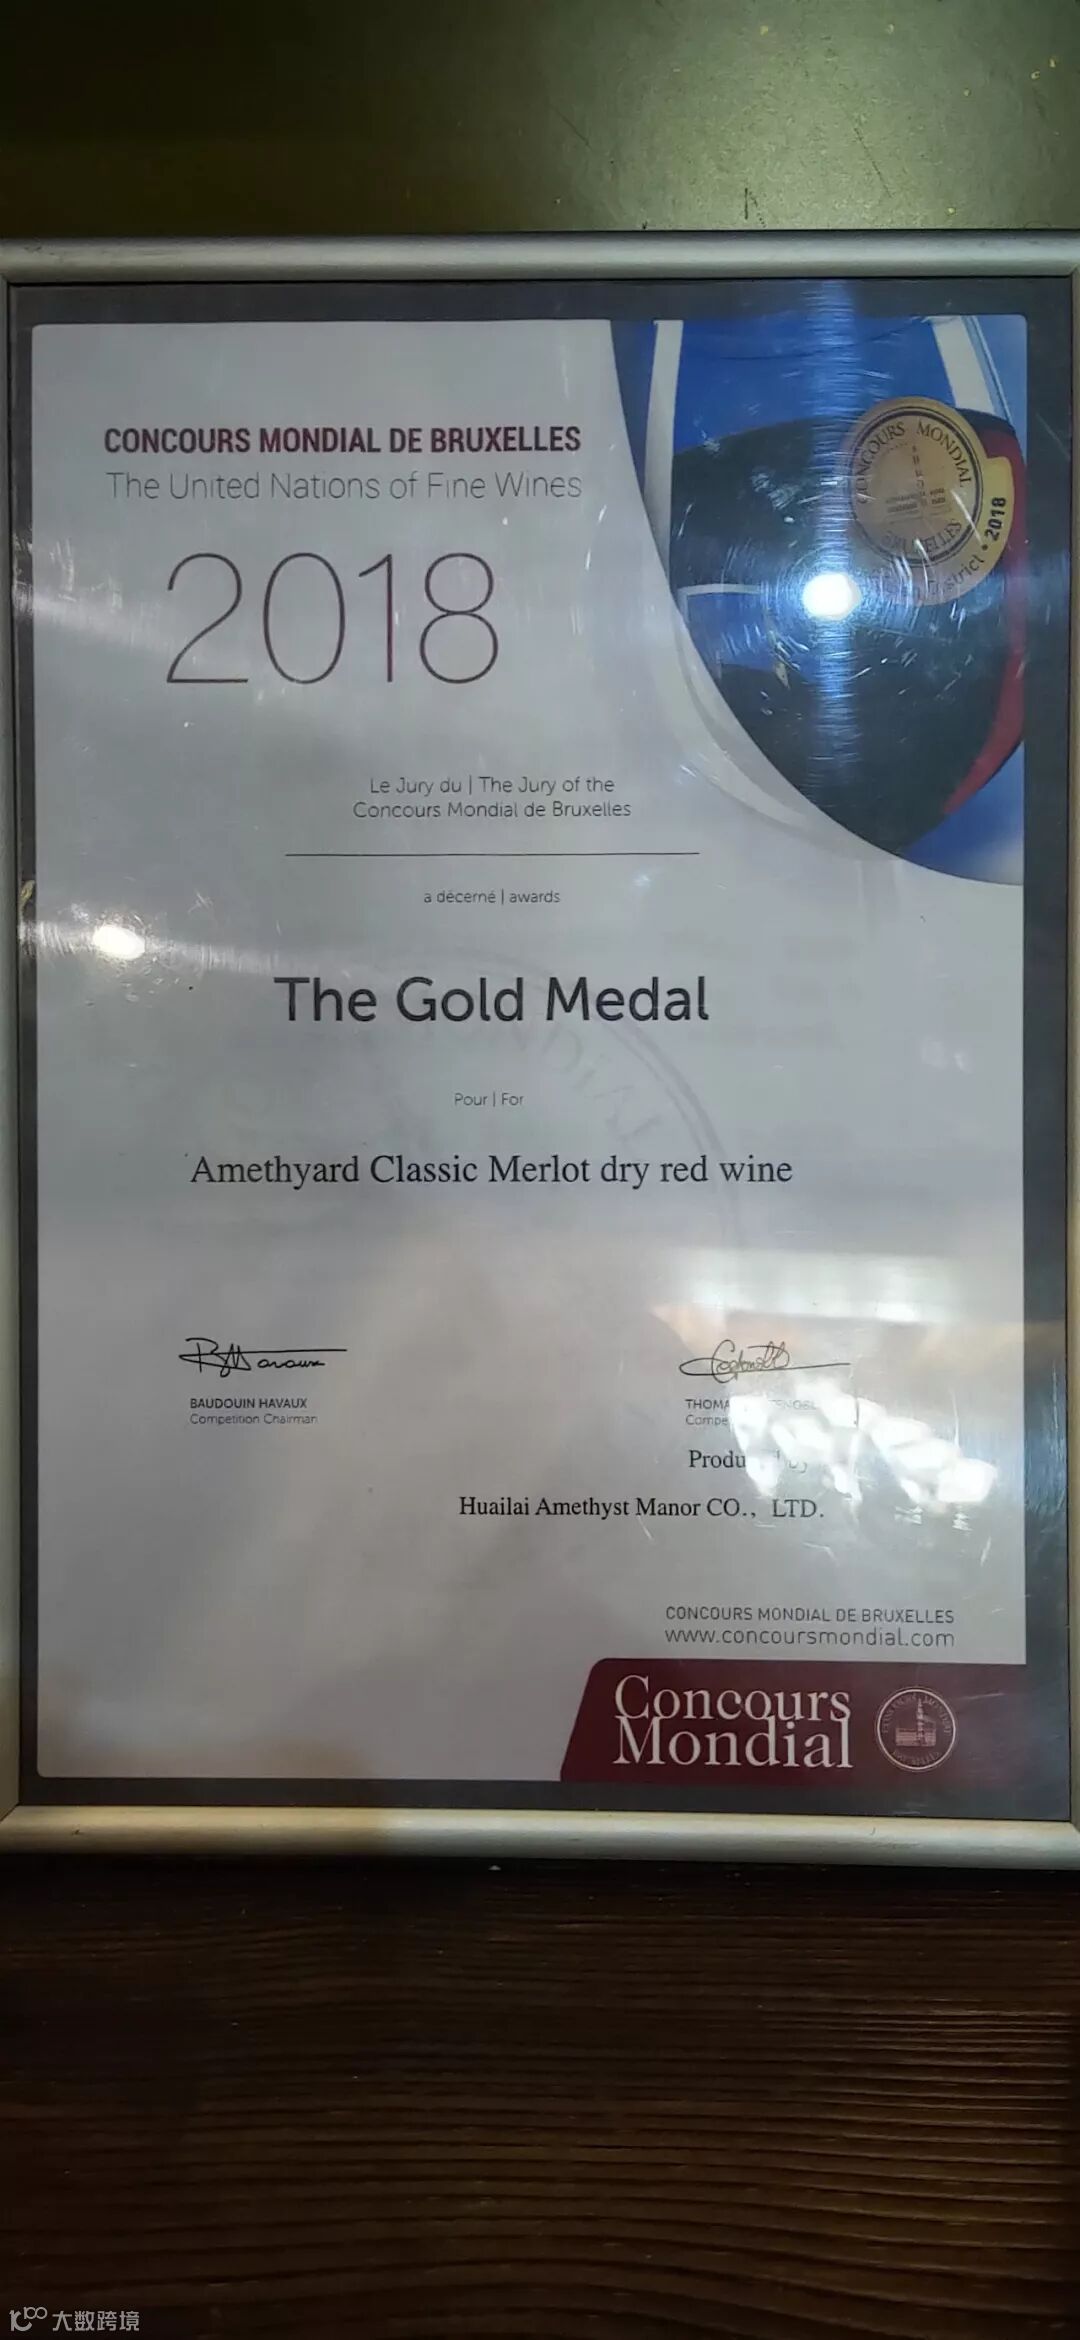 CONCOURS MONDIAL DE BRUXELLES
The United Nations of Fine Wines
2018
CONCOURS MONDIAL
BRUXELLES
2018
Le Jury du | The Jury of the
Concours Mondial de Bruxelles
a décerné | awards
The Gold Medal
Pour | For
Amethyard Classic Merlot dry red wine
BAUDOUIN HAVAUX
Competition Chairman
Huailai Amethyst Manor CO., LTD.
CONCOURS MONDIAL DE BRUXELLES
www.concoursmondial.com
Concours
Mondial
CONCOURS MONDIAL
BRUXELLES
大数跨境